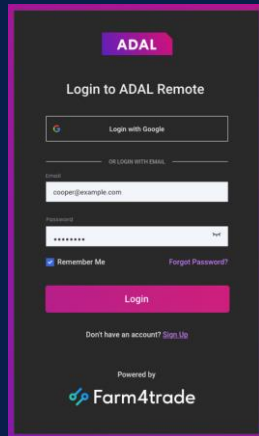 ADAL
Login to ADAL Remote
Login with Google
OR LOGIN WITH EMAIL
Email
cooper@example.com
Password
••••••••
Remember Me
Forgot Password?
Login
Don't have an account? Sign Up
Powered by
Farm4trade